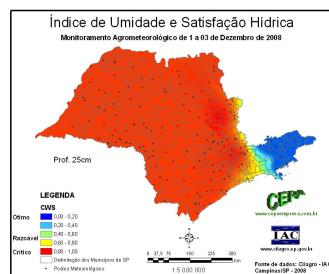 Índice de Umidade e Satisfação Hídrica
Monitoramento Agrometeorológico de 1 a 03 de Dezembro de 2008
Prof. 25cm
LEGENDA
CWS
Ótimo
0,00 - 0,20
0,20 - 0,40
Razoável
0,40 - 0,60
0,60 - 0,80
Crítico
0,80 - 1,00
Delimitação dos Municípios de SP
Postos Meteorológicos
1:5.000.000
CEPA
www.cepaempresa.com.br
IAC
www.citagro.sp.gov.br
Fonte de dados: Ciiagro - IAC
Campinas/SP - 2008